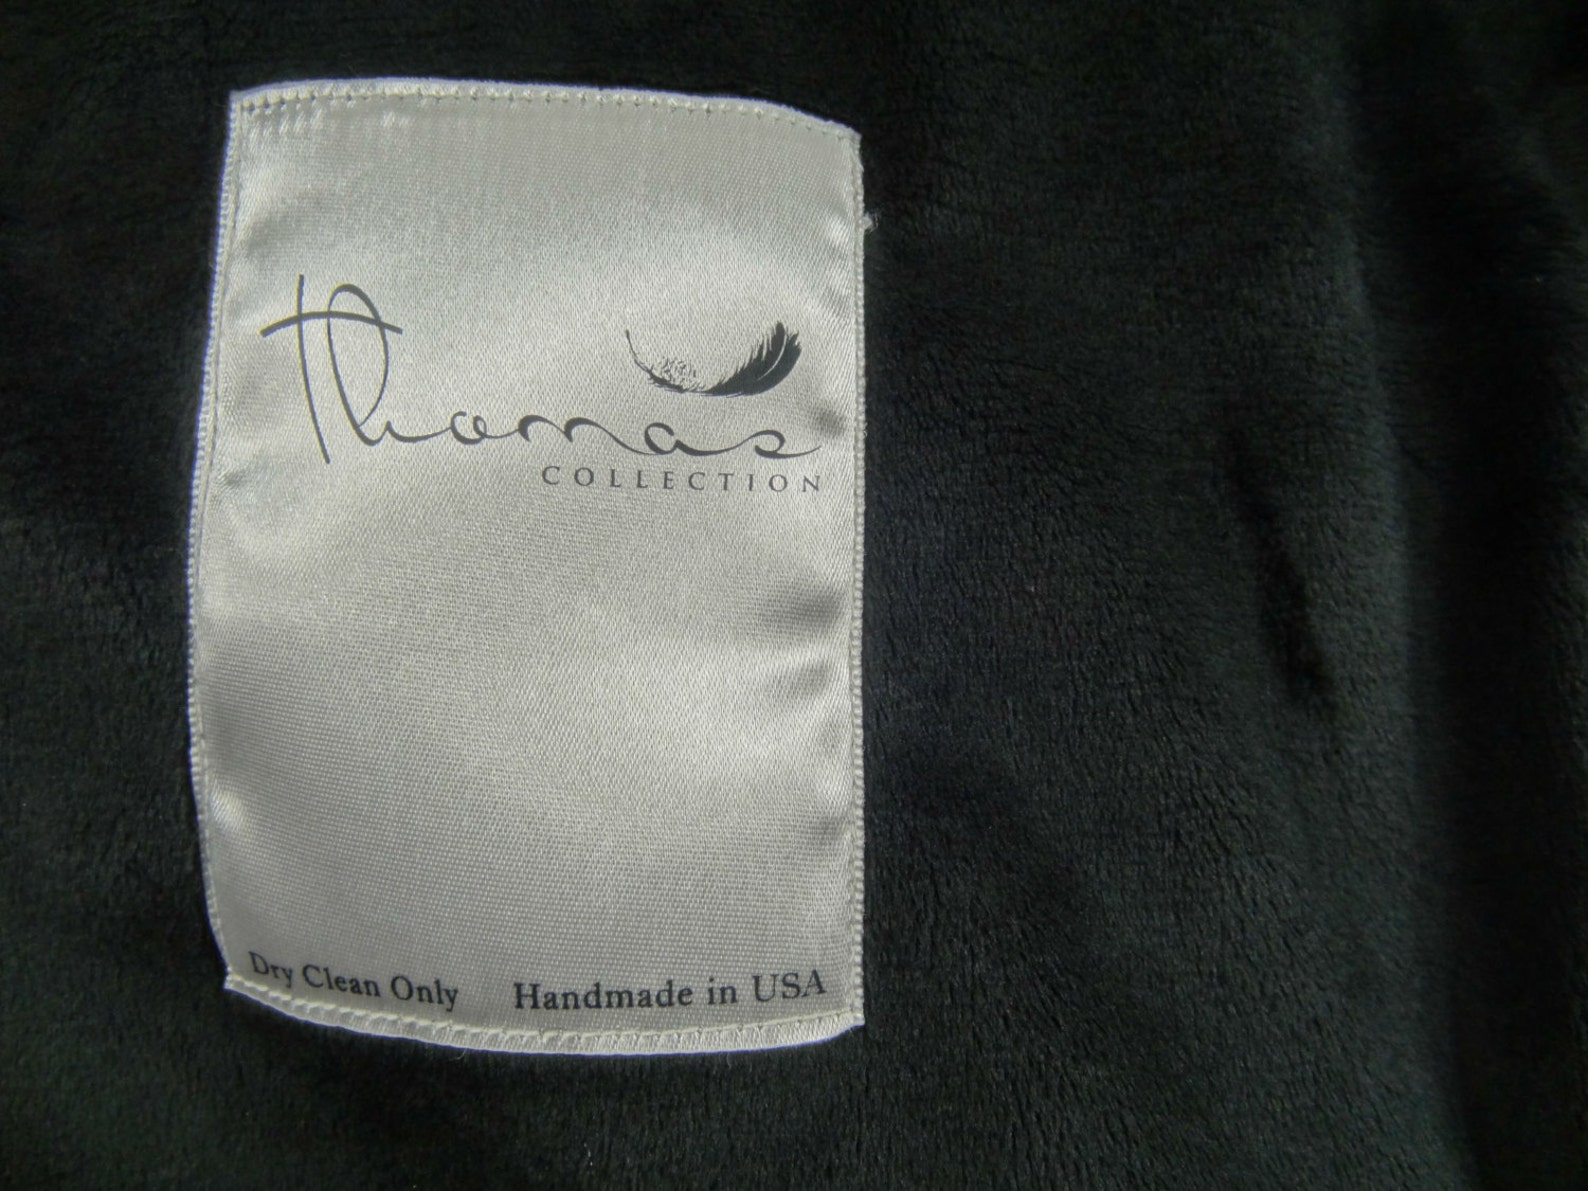 Thomas
COLLECTION
Dry Clean Only Handmade in USA